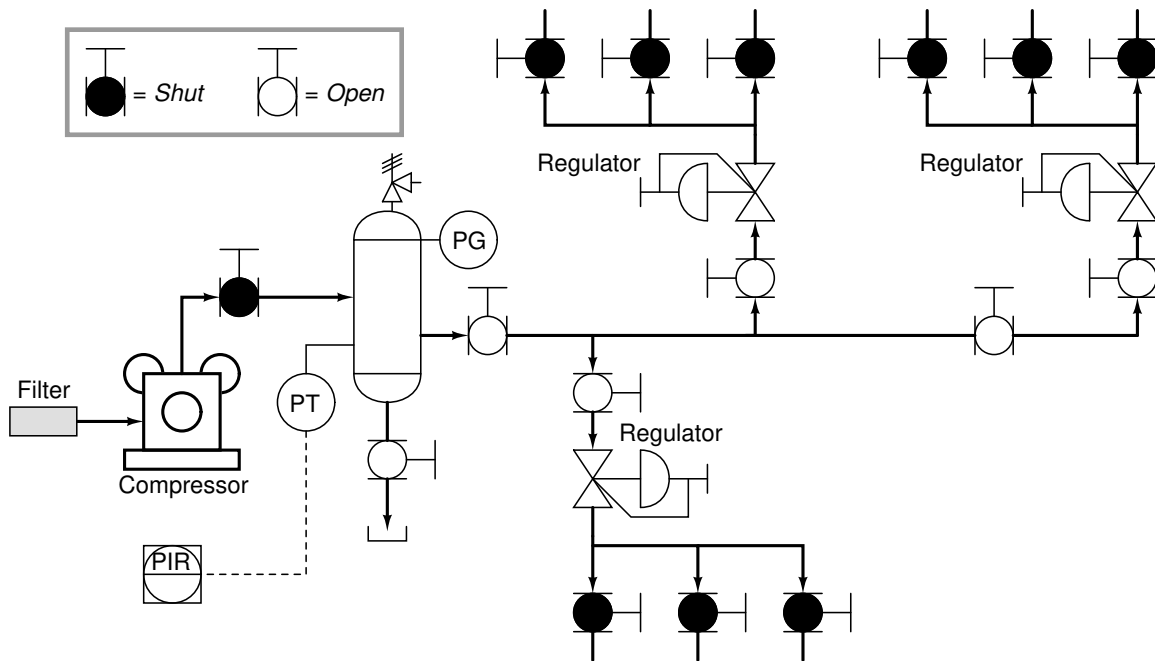 = Shut
= Open
Regulator
Regulator
PG
Filter
PT
Regulator
Compressor
PIR